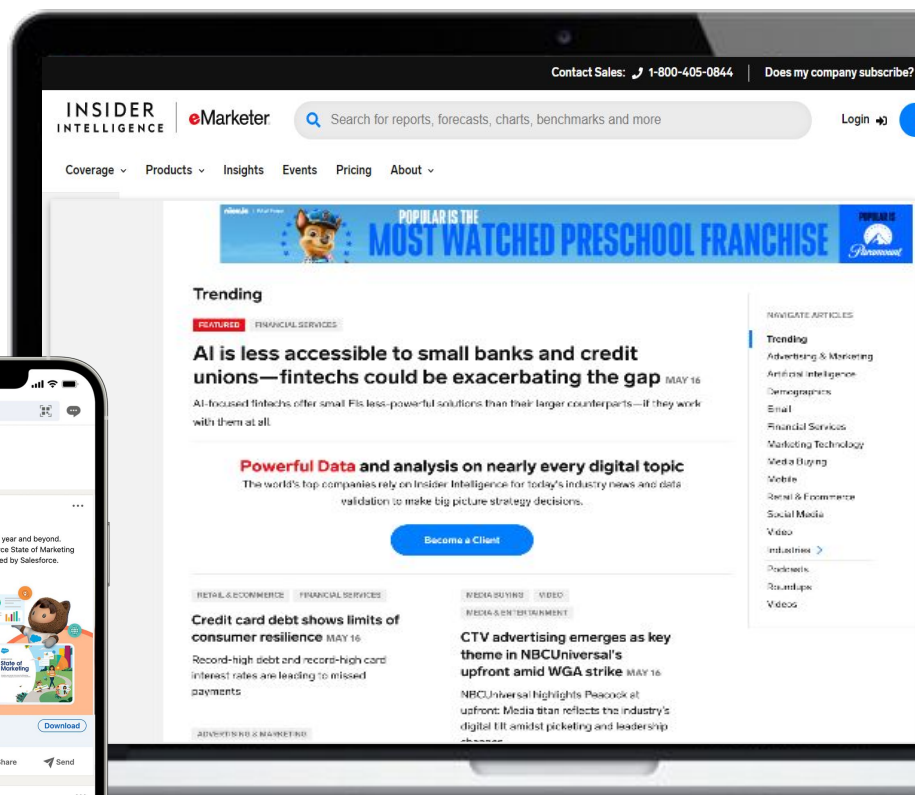 Contact Sales: 1-800-405-0844
Does my company subscribe?
INSIDER
INTELLIGENCE
eMarketer
Search for reports, forecasts, charts, benchmarks and more
Login
Coverage
Products
Insights
Events
Pricing
About
POPULAR IS THE
MOST WATCHED PRESCHOOL FRANCHISE
POPULAR IS
Paramount
Trending
FEATURED
FINANCIAL SERVICES
AI is less accessible to small banks and credit
unions—fintechs could be exacerbating the gap MAY 16
AI-focused fintechs offer small FIs less-powerful solutions than their larger counterparts—if they work
with them at all.
Powerful Data and analysis on nearly every digital topic
The world's top companies rely on Insider Intelligence for today's industry news and data
validation to make big picture strategy decisions.
Become a Client
RETAIL & ECOMMERCE
FINANCIAL SERVICES
Credit card debt shows limits of
consumer resilience MAY 16
Record-high debt and record-high card
interest rates are leading to missed
payments
ADVERTISING & MARKETING
MEDIA BUYING
VIDEO
MEDIA & ENTERTAINMENT
CTV advertising emerges as key
theme in NBCUniversal's
upfront amid WGA strike MAY 16
NBCUniversal highlights Peacock at
upfront: Media titan reflects the industry's
digital tilt amidst picketing and leadership
NAVIGATE ARTICLES
Trending
Advertising & Marketing
Artificial Intelligence
Demographics
Email
Financial Services
Marketing Technology
Media Buying
Mobile
Retail & Ecommerce
Social Media
Video
Industries
Podcasts
Roundups
Videos
year and beyond.
State of Marketing
ed by Salesforce.
State of
Marketing
Download
Send